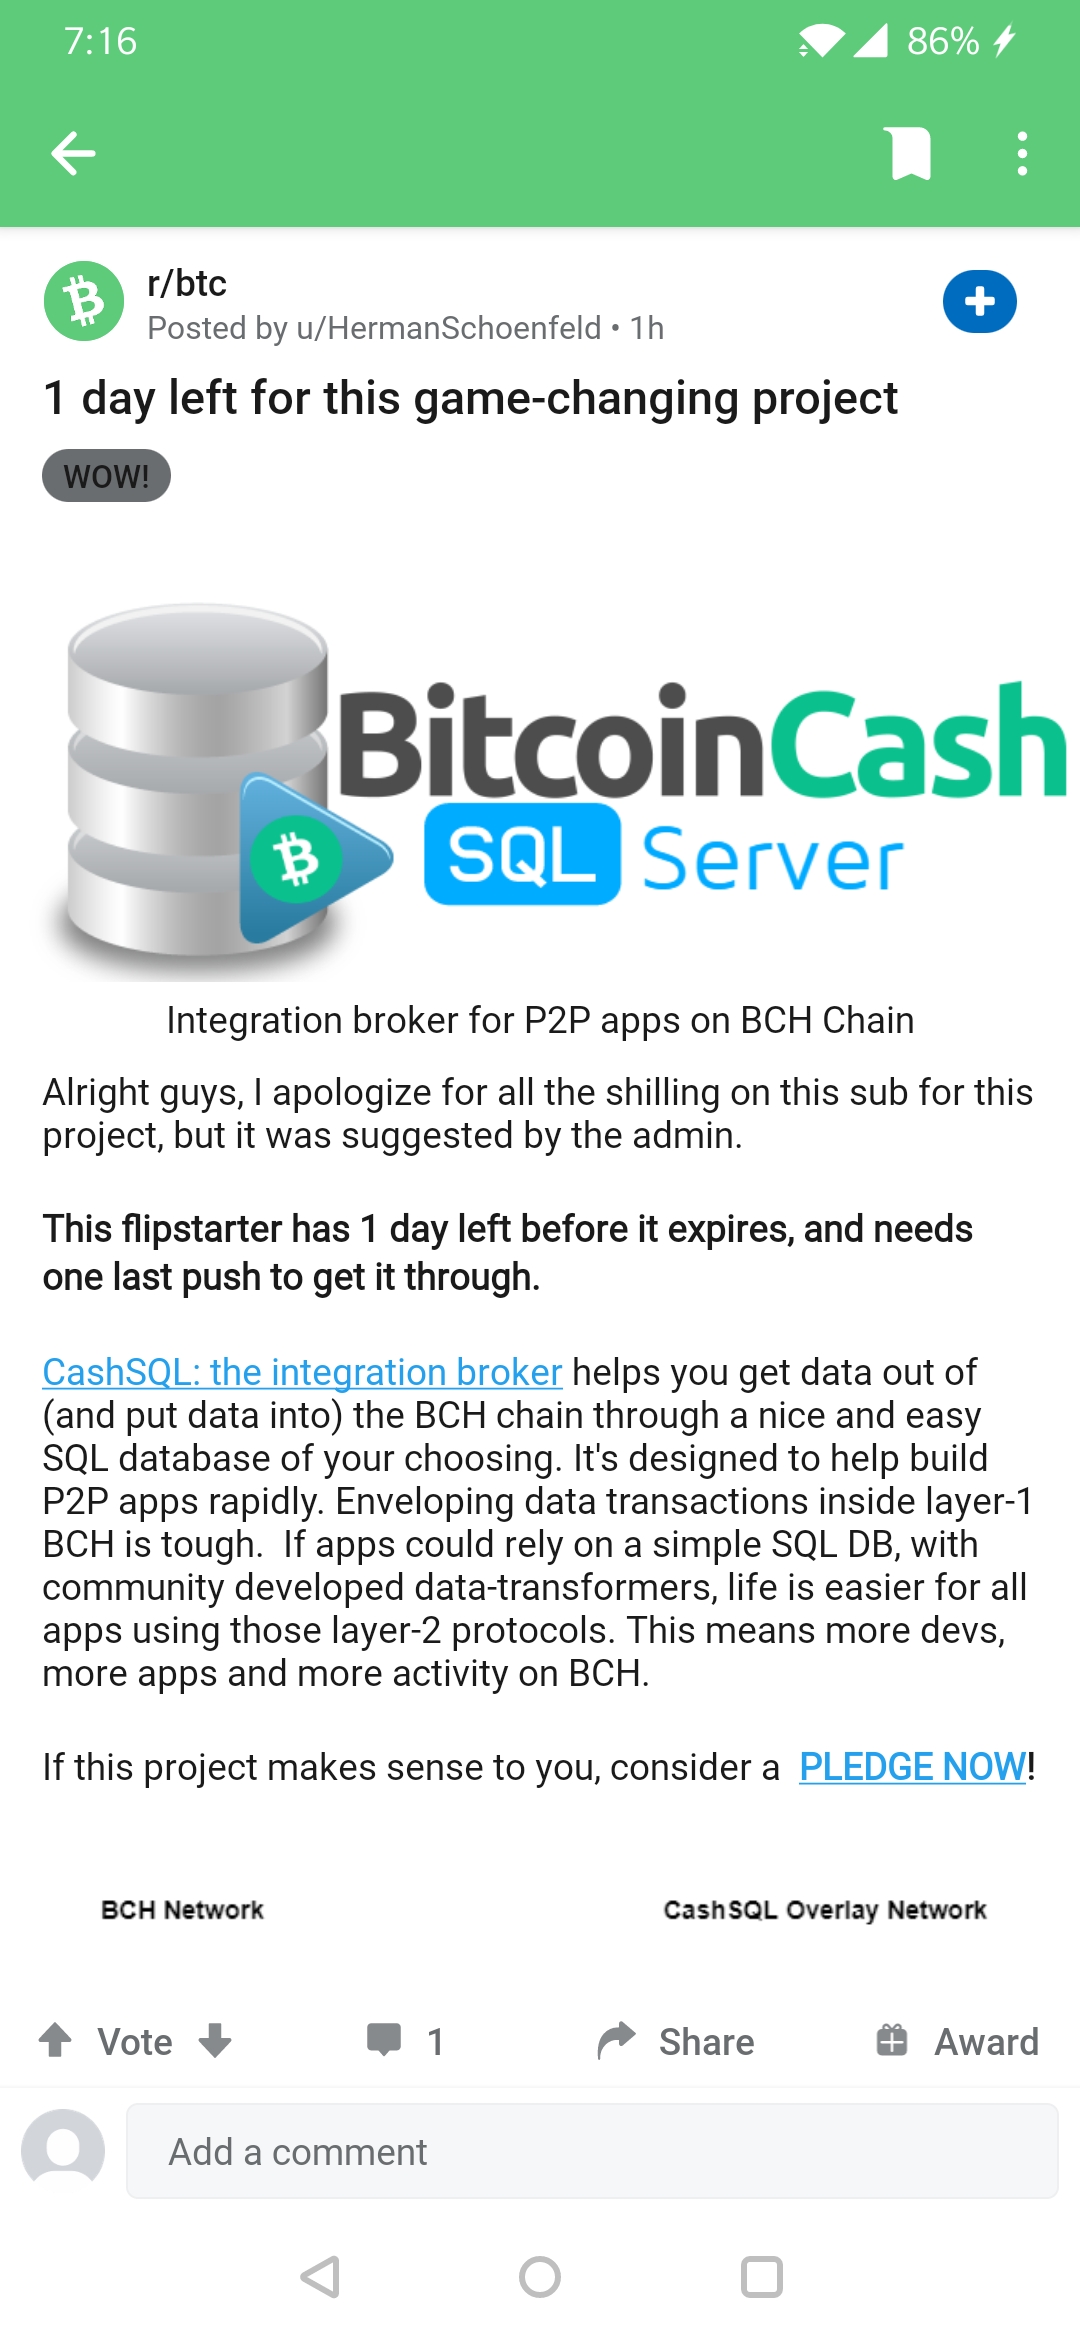 7:16
86%
r/btc
Posted by u/HermanSchoenfeld • 1h
1 day left for this game-changing project
WOW!
BitcoinCash
SQL Server
Integration broker for P2P apps on BCH Chain
Alright guys, I apologize for all the shilling on this sub for this
project, but it was suggested by the admin.
This flipstarter has 1 day left before it expires, and needs
one last push to get it through.
CashSQL: the integration broker helps you get data out of
(and put data into) the BCH chain through a nice and easy
SQL database of your choosing. It's designed to help build
P2P apps rapidly. Enveloping data transactions inside layer-1
BCH is tough.  If apps could rely on a simple SQL DB, with
community developed data-transformers, life is easier for all
apps using those layer-2 protocols. This means more devs,
more apps and more activity on BCH.
If this project makes sense to you, consider a  PLEDGE NOW!
BCH Network
CashSQL Overlay Network
Vote
1
Share
Award
Add a comment